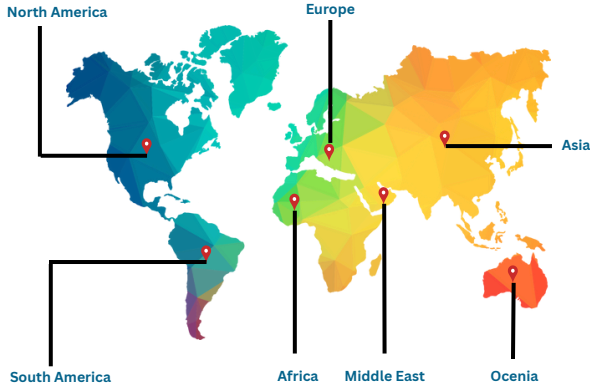 Europe
North America
Asia
South America
Africa
Middle East
Ocenia